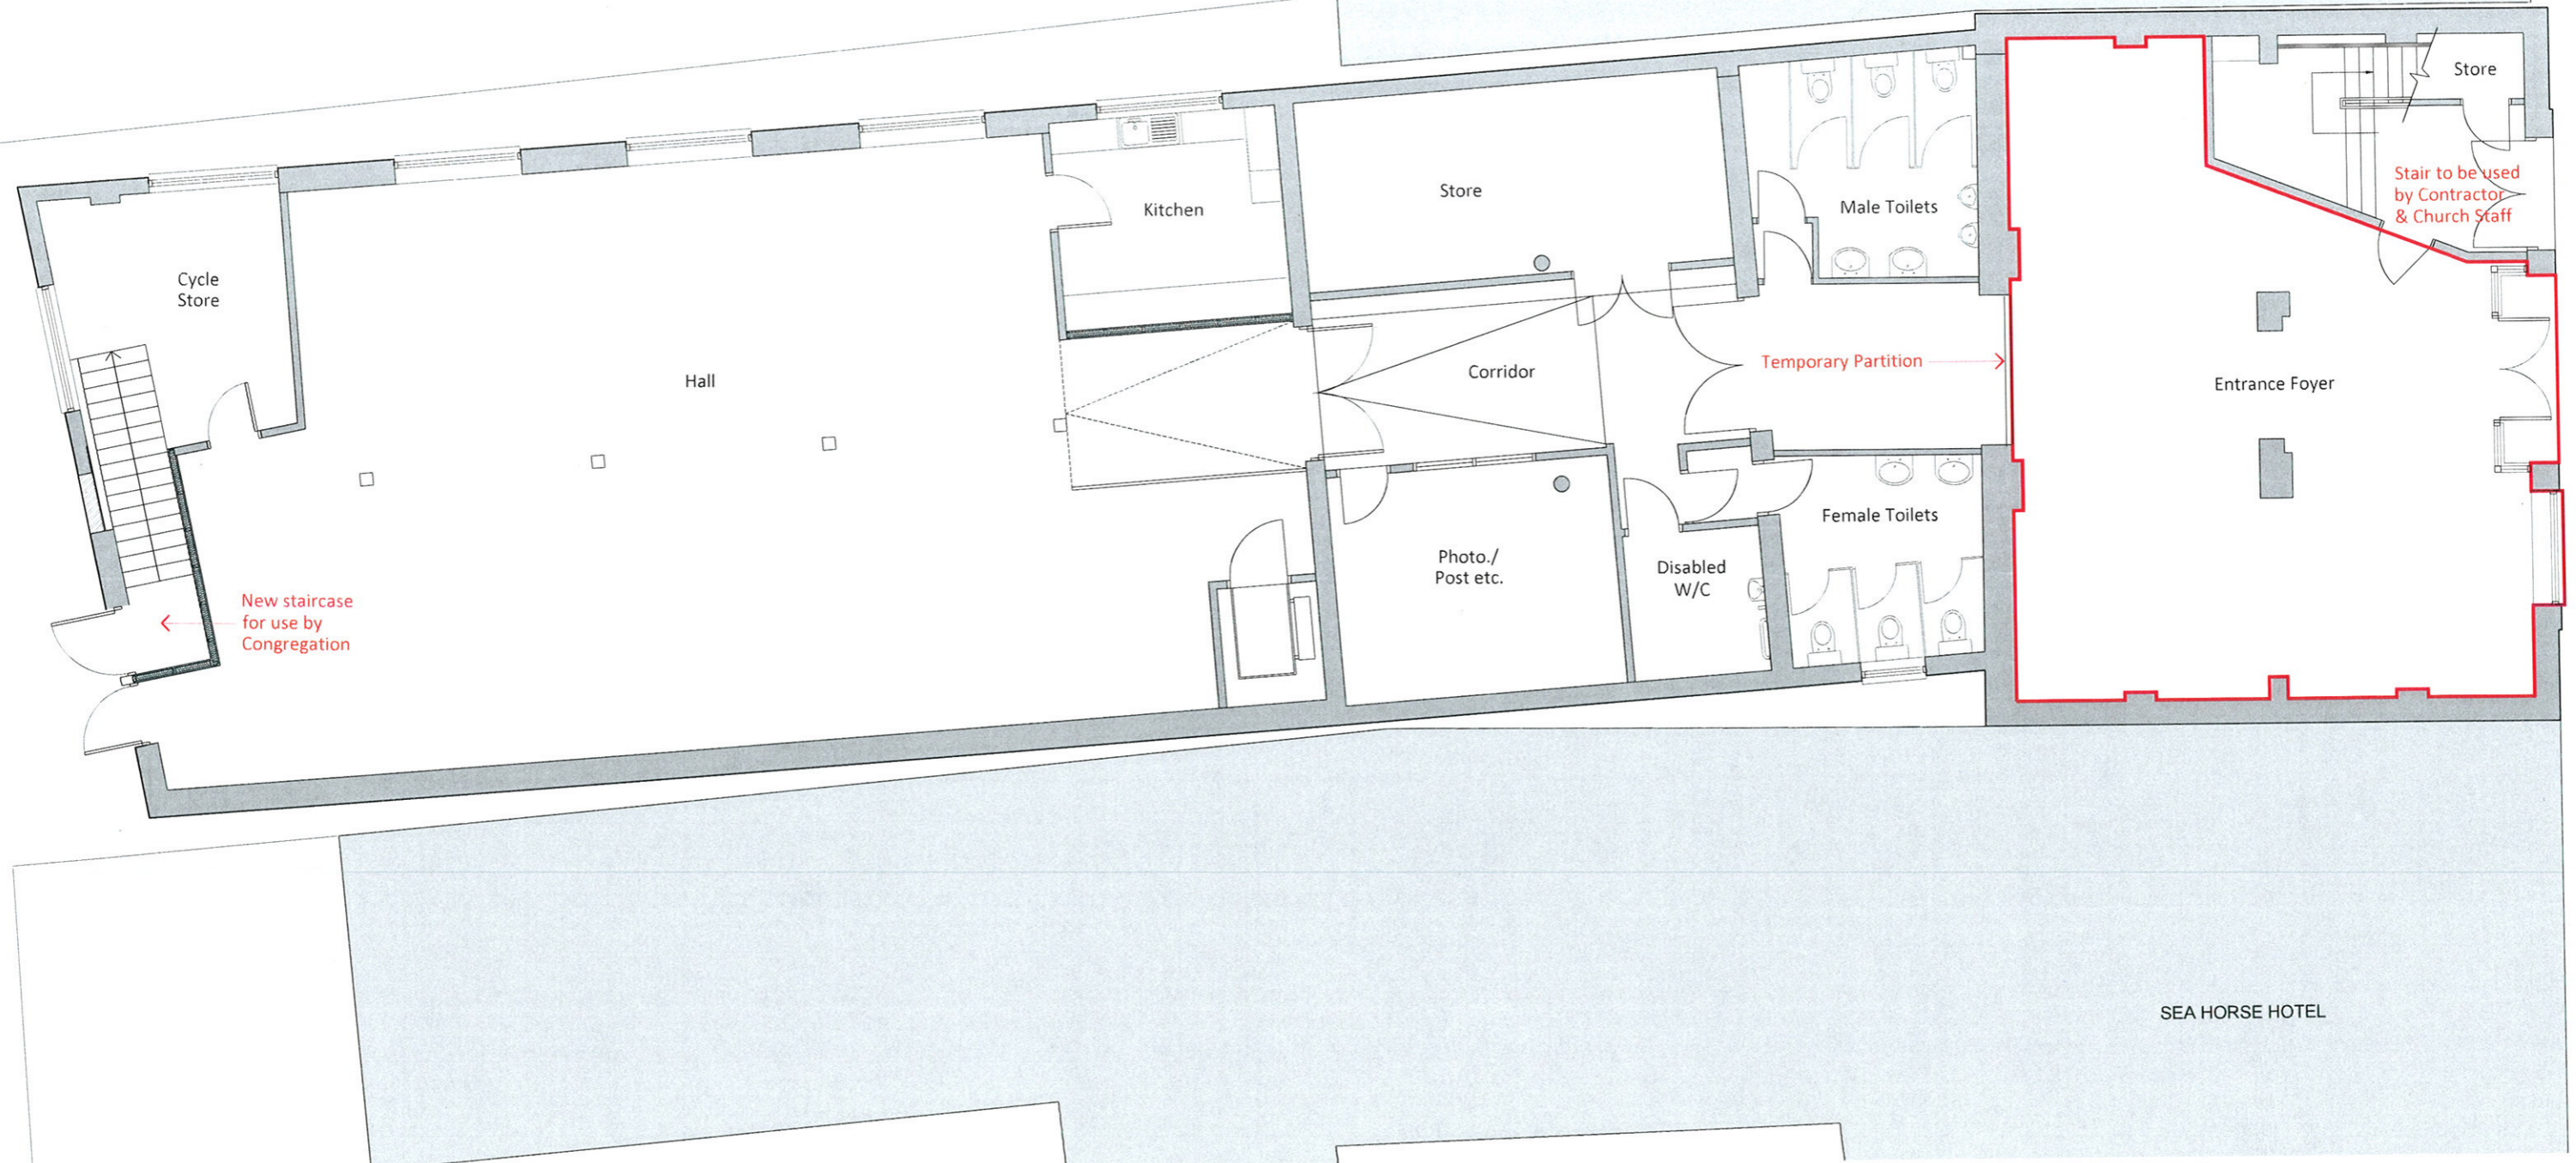 Store
Stair to be used
by Contractor
& Church Staff
Kitchen
Store
Male Toilets
Cycle
Store
Hall
Corridor
Temporary Partition
Entrance Foyer
Female Toilets
Photo./
Post etc.
Disabled
W/C
New staircase
for use by
Congregation
SEA HORSE HOTEL